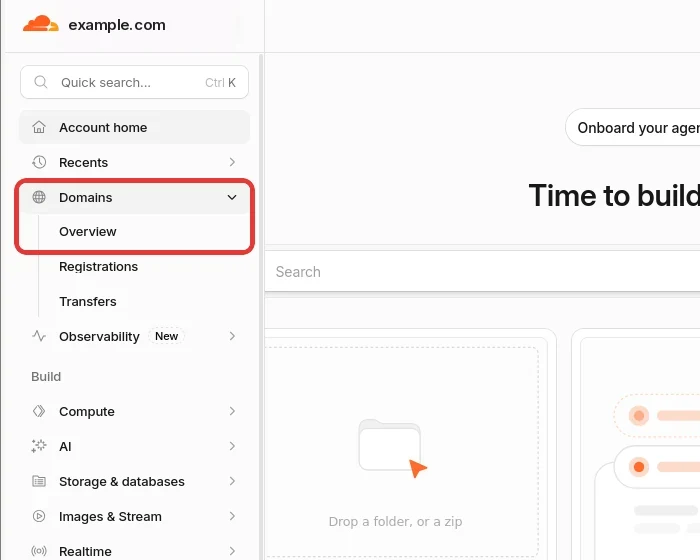 example.com
Quick search... Ctrl K
Account home
Recents
Domains
Overview
Registrations
Transfers
Observability New
Build
Compute
AI
Storage & databases
Images & Stream
Realtime
Onboard your agen
Time to build
Search
Drop a folder, or a zip